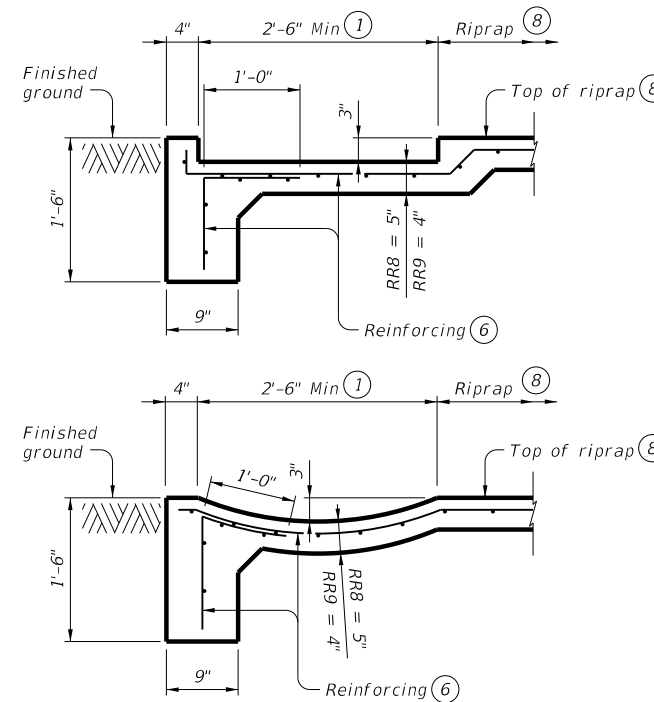 4" 2'-6" Min 1 Riprap 8
Finished
ground
1'-0"
3"
Top of riprap 8
1'-6"
RR8 = 5"
RR9 = 4"
9"
Reinforcing 6
4" 2'-6" Min 1 Riprap 8
Finished
ground
1'-0"
3"
Top of riprap 8
1'-6"
RR8 = 5"
RR9 = 4"
9"
Reinforcing 6